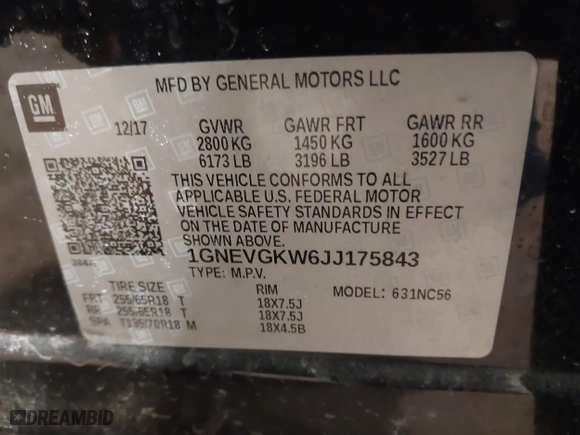 MFD BY GENERAL MOTORS LLC
GM
12/17 GVWR GAWR FRT GAWR RR
2800 KG 1450 KG 1600 KG
6173 LB 3196 LB 3527 LB
THIS VEHICLE CONFORMS TO ALL
APPLICABLE U.S. FEDERAL MOTOR
VEHICLE SAFETY STANDARDS IN EFFECT
ON THE DATE OF MANUFACTURE
SHOWN ABOVE.
1GNEVGKW6JJ175843
TYPE: M.P.V.
TIRE SIZE RIM MODEL: 631NC56
FRT 255/65R18 T 18X7.5J
RR 255/65R18 T 18X7.5J
SPA T135/70R18 M 18X4.5B
DREAMBID